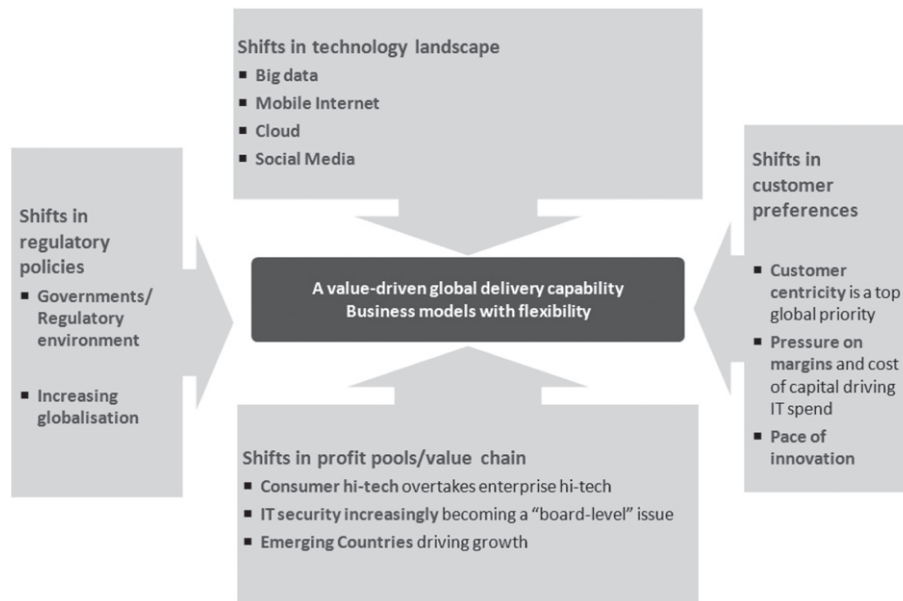 Shifts in technology landscape
▪ Big data
▪ Mobile Internet
▪ Cloud
▪ Social Media
Shifts in
regulatory
policies
▪ Governments/
Regulatory
environment
▪ Increasing
globalisation
A value-driven global delivery capability
Business models with flexibility
Shifts in
customer
preferences
▪ Customer
centricity is a top
global priority
▪ Pressure on
margins and cost
of capital driving
IT spend
▪ Pace of
innovation
Shifts in profit pools/value chain
▪ Consumer hi-tech overtakes enterprise hi-tech
▪ IT security increasingly becoming a “board-level” issue
▪ Emerging Countries driving growth